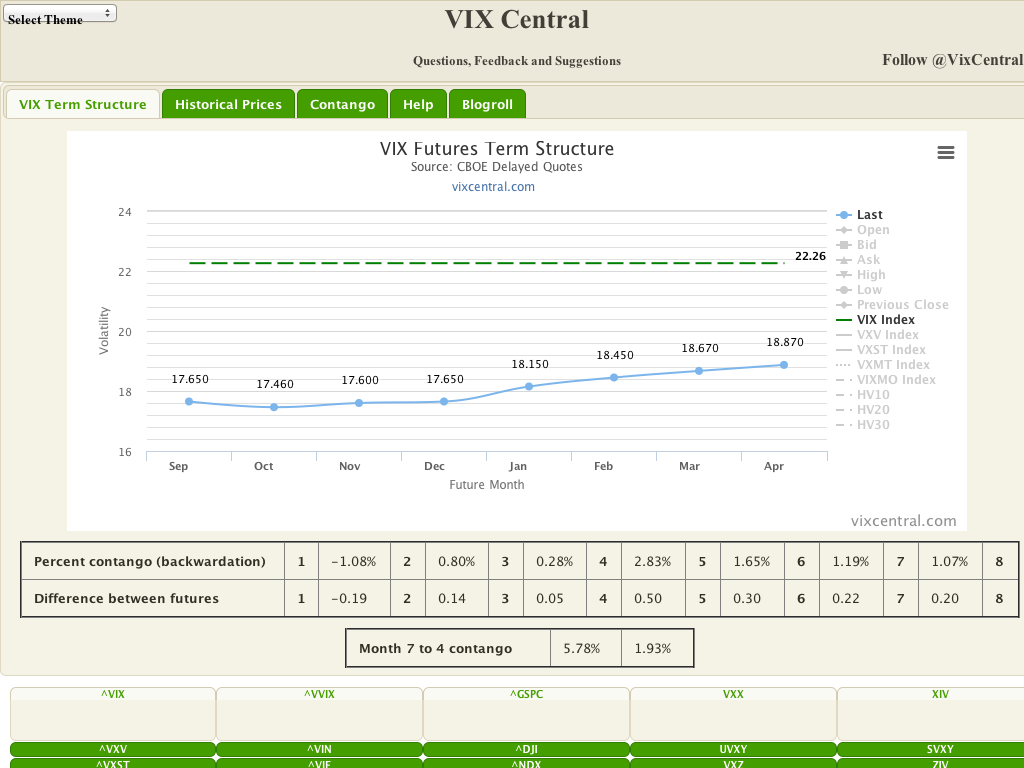 Select Theme
VIX Central
Questions, Feedback and Suggestions
Follow @VixCentral
VIX Term Structure
Historical Prices
Contango
Help
Blogroll
VIX Futures Term Structure
Source: CBOE Delayed Quotes
vixcentral.com
24
22
20
18
16
Volatility
22.26
17.650
17.460
17.600
17.650
18.150
18.450
18.670
18.870
Sep
Oct
Nov
Dec
Jan
Feb
Mar
Apr
Future Month
Last
Open
Bid
Ask
High
Low
Previous Close
VIX Index
VXV Index
VXST Index
VXMT Index
VIXMO Index
HV10
HV20
HV30
vixcentral.com
Percent contango (backwardation) 1 −1.08% 2 0.80% 3 0.28% 4 2.83% 5 1.65% 6 1.19% 7 1.07% 8
Difference between futures 1 −0.19 2 0.14 3 0.05 4 0.50 5 0.30 6 0.22 7 0.20 8
Month 7 to 4 contango 5.78% 1.93%
^VIX ^VVIX ^GSPC VXX XIV
^VXV ^VIN ^DJI UVXY SVXY
^VXST ^VIF ^NDX VXZ ZIV